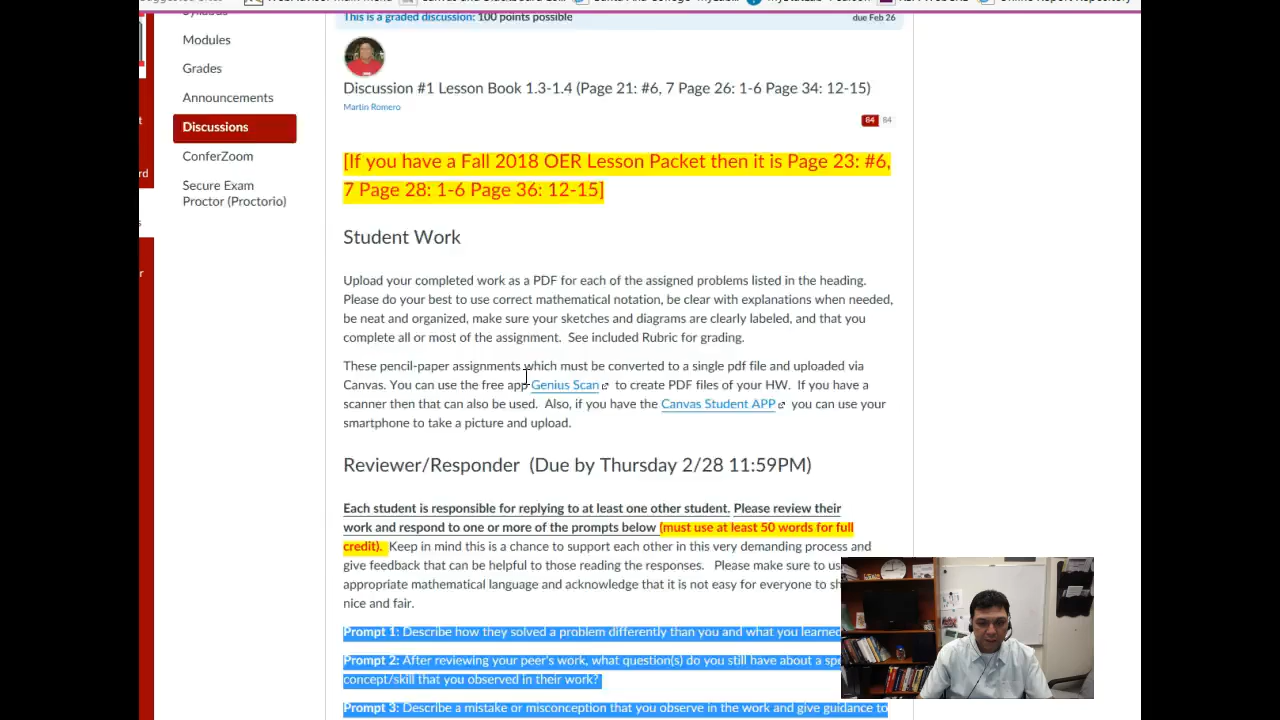 This is a graded discussion: 100 points possible
due Feb 26
Modules
Grades
Announcements
Discussions
ConferZoom
Secure Exam
Proctor (Proctorio)
Discussion #1 Lesson Book 1.3-1.4 (Page 21: #6, 7 Page 26: 1-6 Page 34: 12-15)
Martin Romero
84 84
[If you have a Fall 2018 OER Lesson Packet then it is Page 23: #6,
7 Page 28: 1-6 Page 36: 12-15]
Student Work
Upload your completed work as a PDF for each of the assigned problems listed in the heading.
Please do your best to use correct mathematical notation, be clear with explanations when needed,
be neat and organized, make sure your sketches and diagrams are clearly labeled, and that you
complete all or most of the assignment.  See included Rubric for grading.
These pencil-paper assignments which must be converted to a single pdf file and uploaded via
Canvas. You can use the free app Genius Scan to create PDF files of your HW.  If you have a
scanner then that can also be used.  Also, if you have the Canvas Student APP you can use your
smartphone to take a picture and upload.
Reviewer/Responder  (Due by Thursday 2/28 11:59PM)
Each student is responsible for replying to at least one other student. Please review their
work and respond to one or more of the prompts below (must use at least 50 words for full
credit).  Keep in mind this is a chance to support each other in this very demanding process and
give feedback that can be helpful to those reading the responses.   Please make sure to us
appropriate mathematical language and acknowledge that it is not easy for everyone to sh
nice and fair.
Prompt 1: Describe how they solved a problem differently than you and what you learned
Prompt 2: After reviewing your peer's work, what question(s) do you still have about a spe
concept/skill that you observed in their work?
Prompt 3: Describe a mistake or misconception that you observe in the work and give guidance to